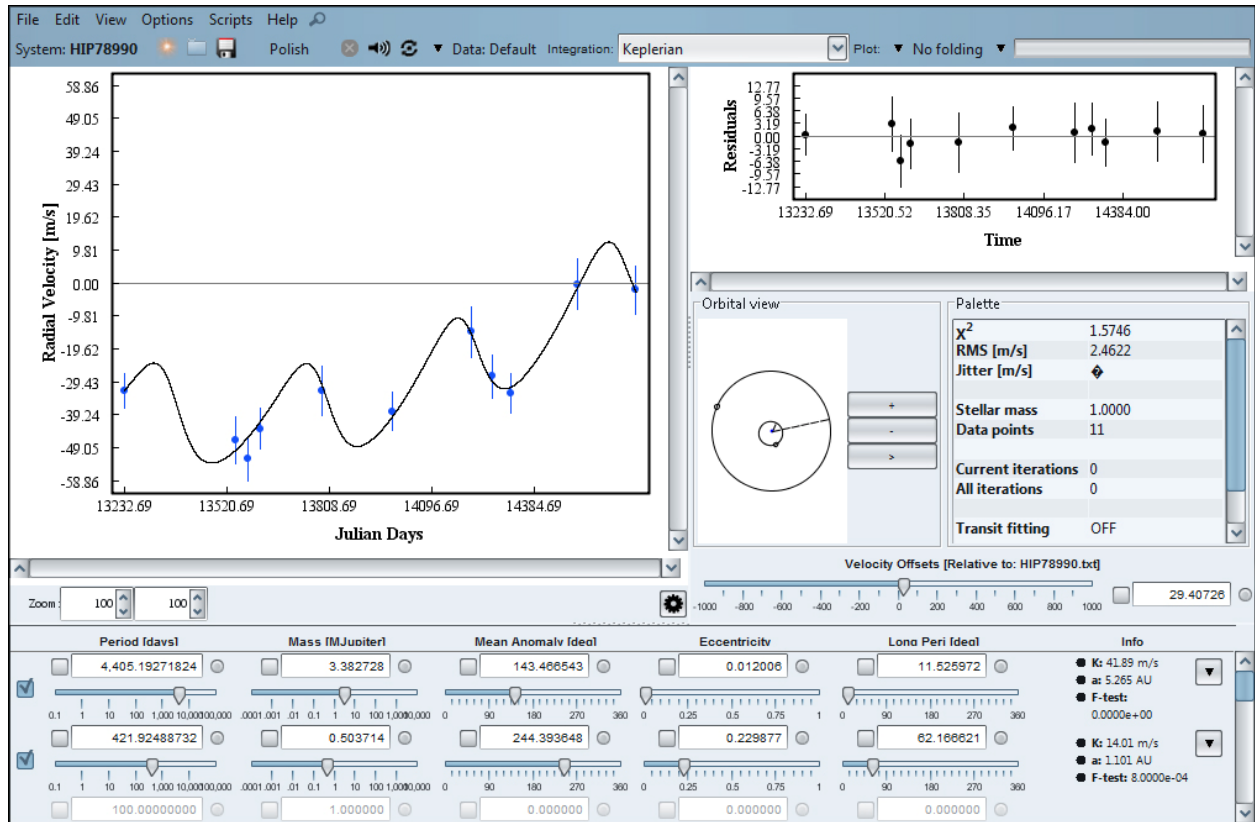 File Edit View Options Scripts Help
System: HIP78990 Polish Data: Default Integration: Keplerian Plot: No folding
58.86
49.05
39.24
29.43
19.62
9.81
0.00
-9.81
-19.62
-29.43
-39.24
-49.05
-58.86
Radial Velocity [m/s]
13232.69 13520.69 13808.69 14096.69 14384.69
Julian Days
12.77
9.57
6.38
3.19
0.00
-3.19
-6.38
-9.57
-12.77
Residuals
13232.69 13520.52 13808.35 14096.17 14384.00
Time
Orbital view
+
-
>
Palette
X2 1.5746
RMS [m/s] 2.4622
Jitter [m/s] �
Stellar mass 1.0000
Data points 11
Current iterations 0
All iterations 0
Transit fitting OFF
Velocity Offsets [Relative to: HIP78990.txt]
-1000 -800 -600 -400 -200 0 200 400 600 800 1000
29.40726
Zoom: 100 100
Period [days] Mass [MJupiter] Mean Anomaly [deg] Eccentricity Long Peri [deg] Info
4,405.19271824 3.382728 143.466543 0.012006 11.525972
K: 41.89 m/s
a: 5.265 AU
F-test:
0.0000e+00
0.1 1 10 100 1,000 10,000 100,000 .0001 .001 .01 0.1 1 10 100 1,000 10,000 0 90 180 270 360 0 0.25 0.5 0.75 1 0 90 180 270 360
421.92488732 0.503714 244.393648 0.229877 62.166621
K: 14.01 m/s
a: 1.101 AU
F-test: 8.0000e-04
0.1 1 10 100 1,000 10,000 100,000 .0001 .001 .01 0.1 1 10 100 1,000 10,000 0 90 180 270 360 0 0.25 0.5 0.75 1 0 90 180 270 360
100.00000000 1.000000 0.000000 0.000000 0.000000